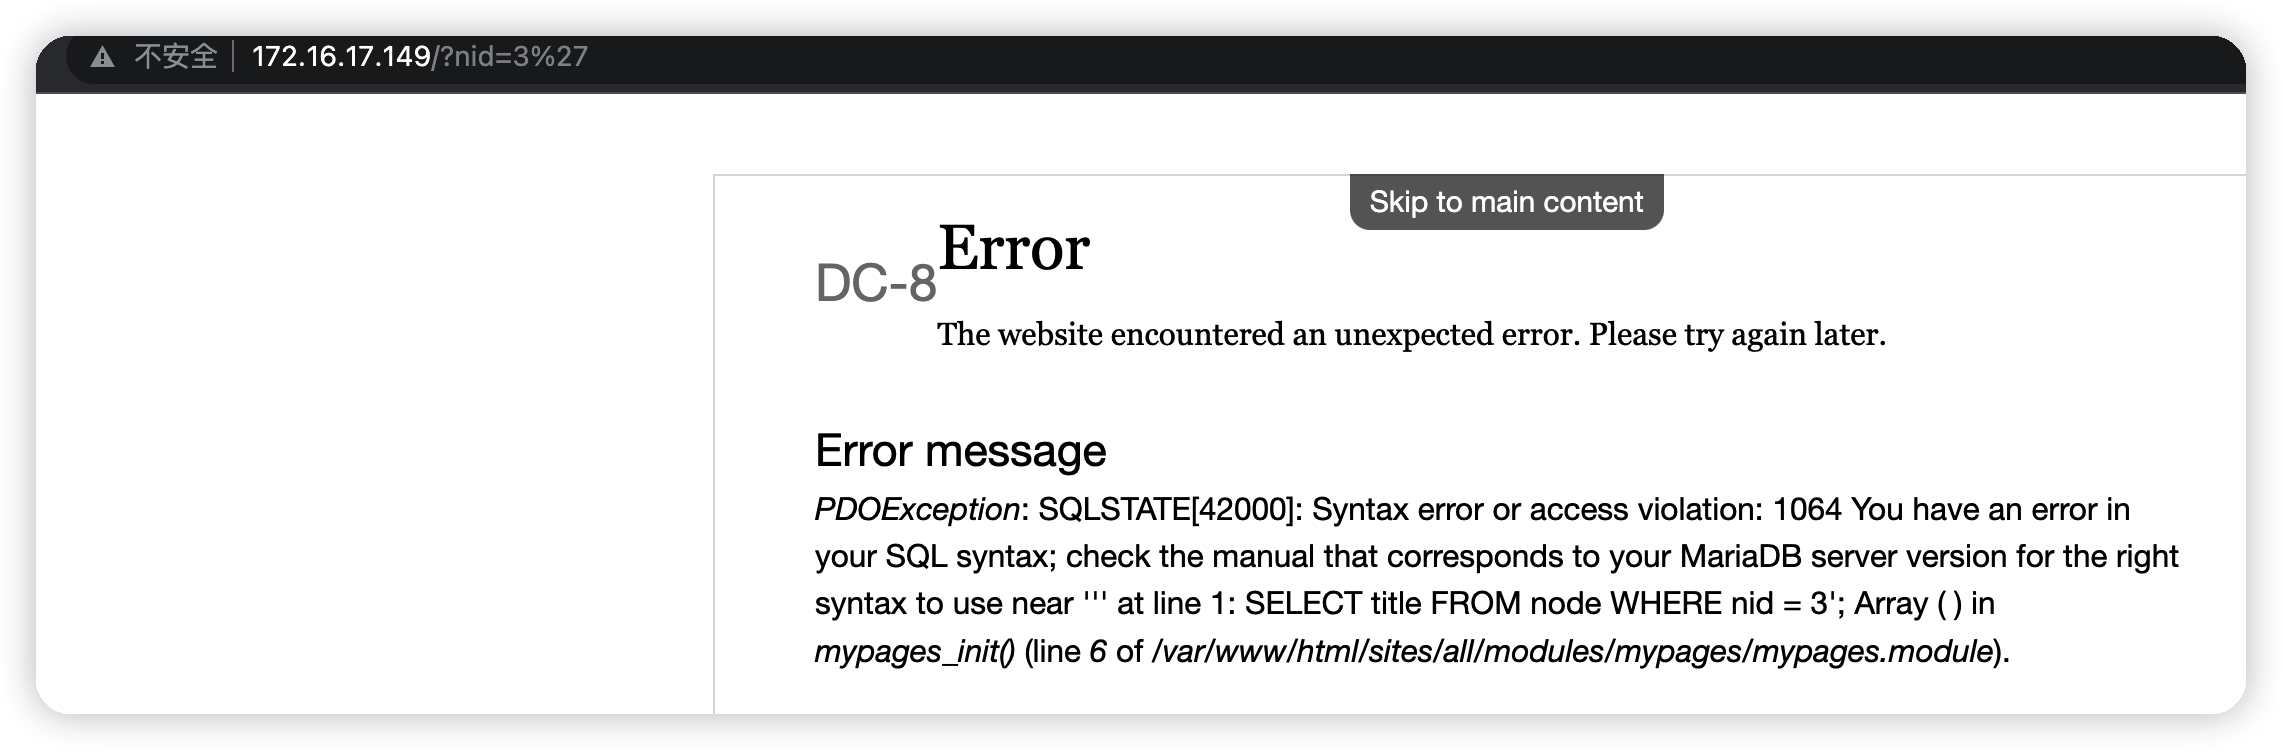 不安全 172.16.17.149/?nid=3%27
Skip to main content
Error
DC-8
The website encountered an unexpected error. Please try again later.
Error message
PDOException: SQLSTATE[42000]: Syntax error or access violation: 1064 You have an error in
your SQL syntax; check the manual that corresponds to your MariaDB server version for the right
syntax to use near ''' at line 1: SELECT title FROM node WHERE nid = 3'; Array ( ) in
mypages_init() (line 6 of /var/www/html/sites/all/modules/mypages/mypages.module).